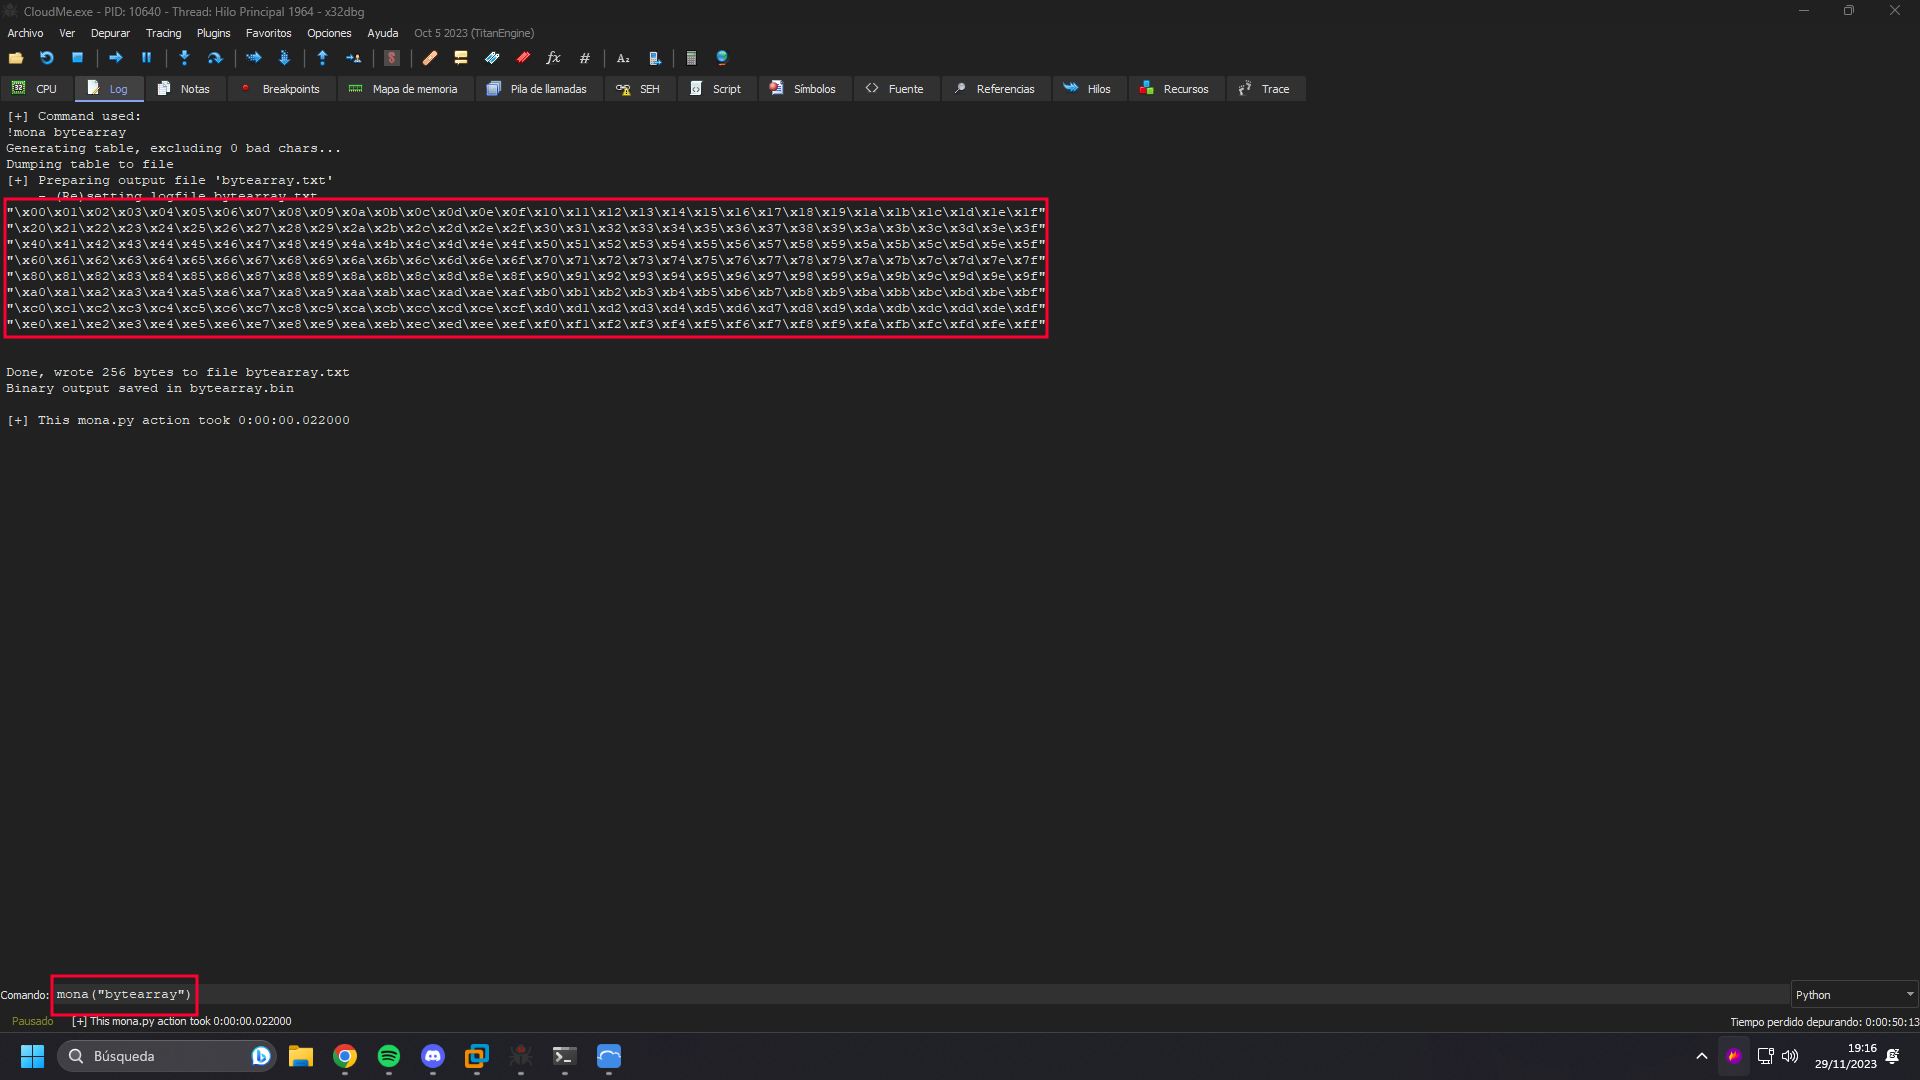 CloudMe.exe - PID: 10640 - Thread: Hilo Principal 1964 - x32dbg
Archivo Ver Depurar Tracing Plugins Favoritos Opciones Ayuda Oct 5 2023 (TitanEngine)
CPU Log Notas Breakpoints Mapa de memoria Pila de llamadas SEH Script Símbolos Fuente Referencias Hilos Recursos Trace
[+] Command used:
!mona bytearray
Generating table, excluding 0 bad chars...
Dumping table to file
[+] Preparing output file 'bytearray.txt'
- (Re)setting logfile bytearray.txt
"\x00\x01\x02\x03\x04\x05\x06\x07\x08\x09\x0a\x0b\x0c\x0d\x0e\x0f\x10\x11\x12\x13\x14\x15\x16\x17\x18\x19\x1a\x1b\x1c\x1d\x1e\x1f"
"\x20\x21\x22\x23\x24\x25\x26\x27\x28\x29\x2a\x2b\x2c\x2d\x2e\x2f\x30\x31\x32\x33\x34\x35\x36\x37\x38\x39\x3a\x3b\x3c\x3d\x3e\x3f"
"\x40\x41\x42\x43\x44\x45\x46\x47\x48\x49\x4a\x4b\x4c\x4d\x4e\x4f\x50\x51\x52\x53\x54\x55\x56\x57\x58\x59\x5a\x5b\x5c\x5d\x5e\x5f"
"\x60\x61\x62\x63\x64\x65\x66\x67\x68\x69\x6a\x6b\x6c\x6d\x6e\x6f\x70\x71\x72\x73\x74\x75\x76\x77\x78\x79\x7a\x7b\x7c\x7d\x7e\x7f"
"\x80\x81\x82\x83\x84\x85\x86\x87\x88\x89\x8a\x8b\x8c\x8d\x8e\x8f\x90\x91\x92\x93\x94\x95\x96\x97\x98\x99\x9a\x9b\x9c\x9d\x9e\x9f"
"\xa0\xa1\xa2\xa3\xa4\xa5\xa6\xa7\xa8\xa9\xaa\xab\xac\xad\xae\xaf\xb0\xb1\xb2\xb3\xb4\xb5\xb6\xb7\xb8\xb9\xba\xbb\xbc\xbd\xbe\xbf"
"\xc0\xc1\xc2\xc3\xc4\xc5\xc6\xc7\xc8\xc9\xca\xcb\xcc\xcd\xce\xcf\xd0\xd1\xd2\xd3\xd4\xd5\xd6\xd7\xd8\xd9\xda\xdb\xdc\xdd\xde\xdf"
"\xe0\xe1\xe2\xe3\xe4\xe5\xe6\xe7\xe8\xe9\xea\xeb\xec\xed\xee\xef\xf0\xf1\xf2\xf3\xf4\xf5\xf6\xf7\xf8\xf9\xfa\xfb\xfc\xfd\xfe\xff"
Done, wrote 256 bytes to file bytearray.txt
Binary output saved in bytearray.bin
[+] This mona.py action took 0:00:00.022000
Comando: mona("bytearray") Python
Pausado [+] This mona.py action took 0:00:00.022000 Tiempo perdido depurando: 0:00:50:13
Búsqueda
19:16
29/11/2023